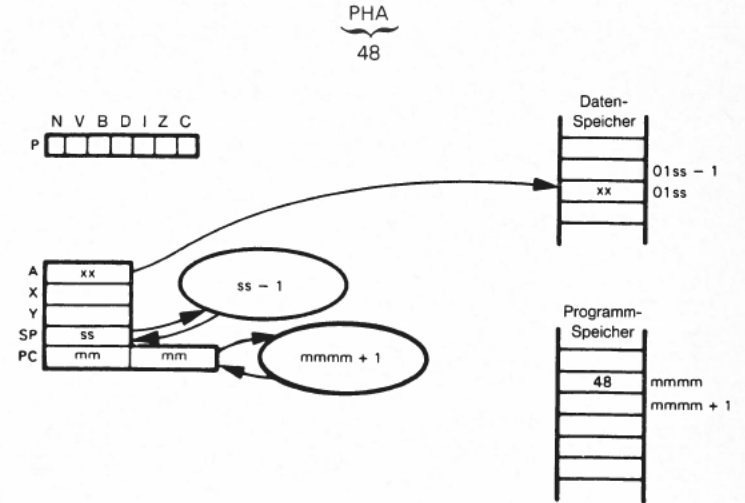 PHA
48
N V B D I Z C
P
Daten-
Speicher
01ss – 1
xx 01ss
A xx
X
Y
SP ss
PC mm mm
ss – 1
mmmm + 1
Programm-
Speicher
48 mmmm
mmmm + 1